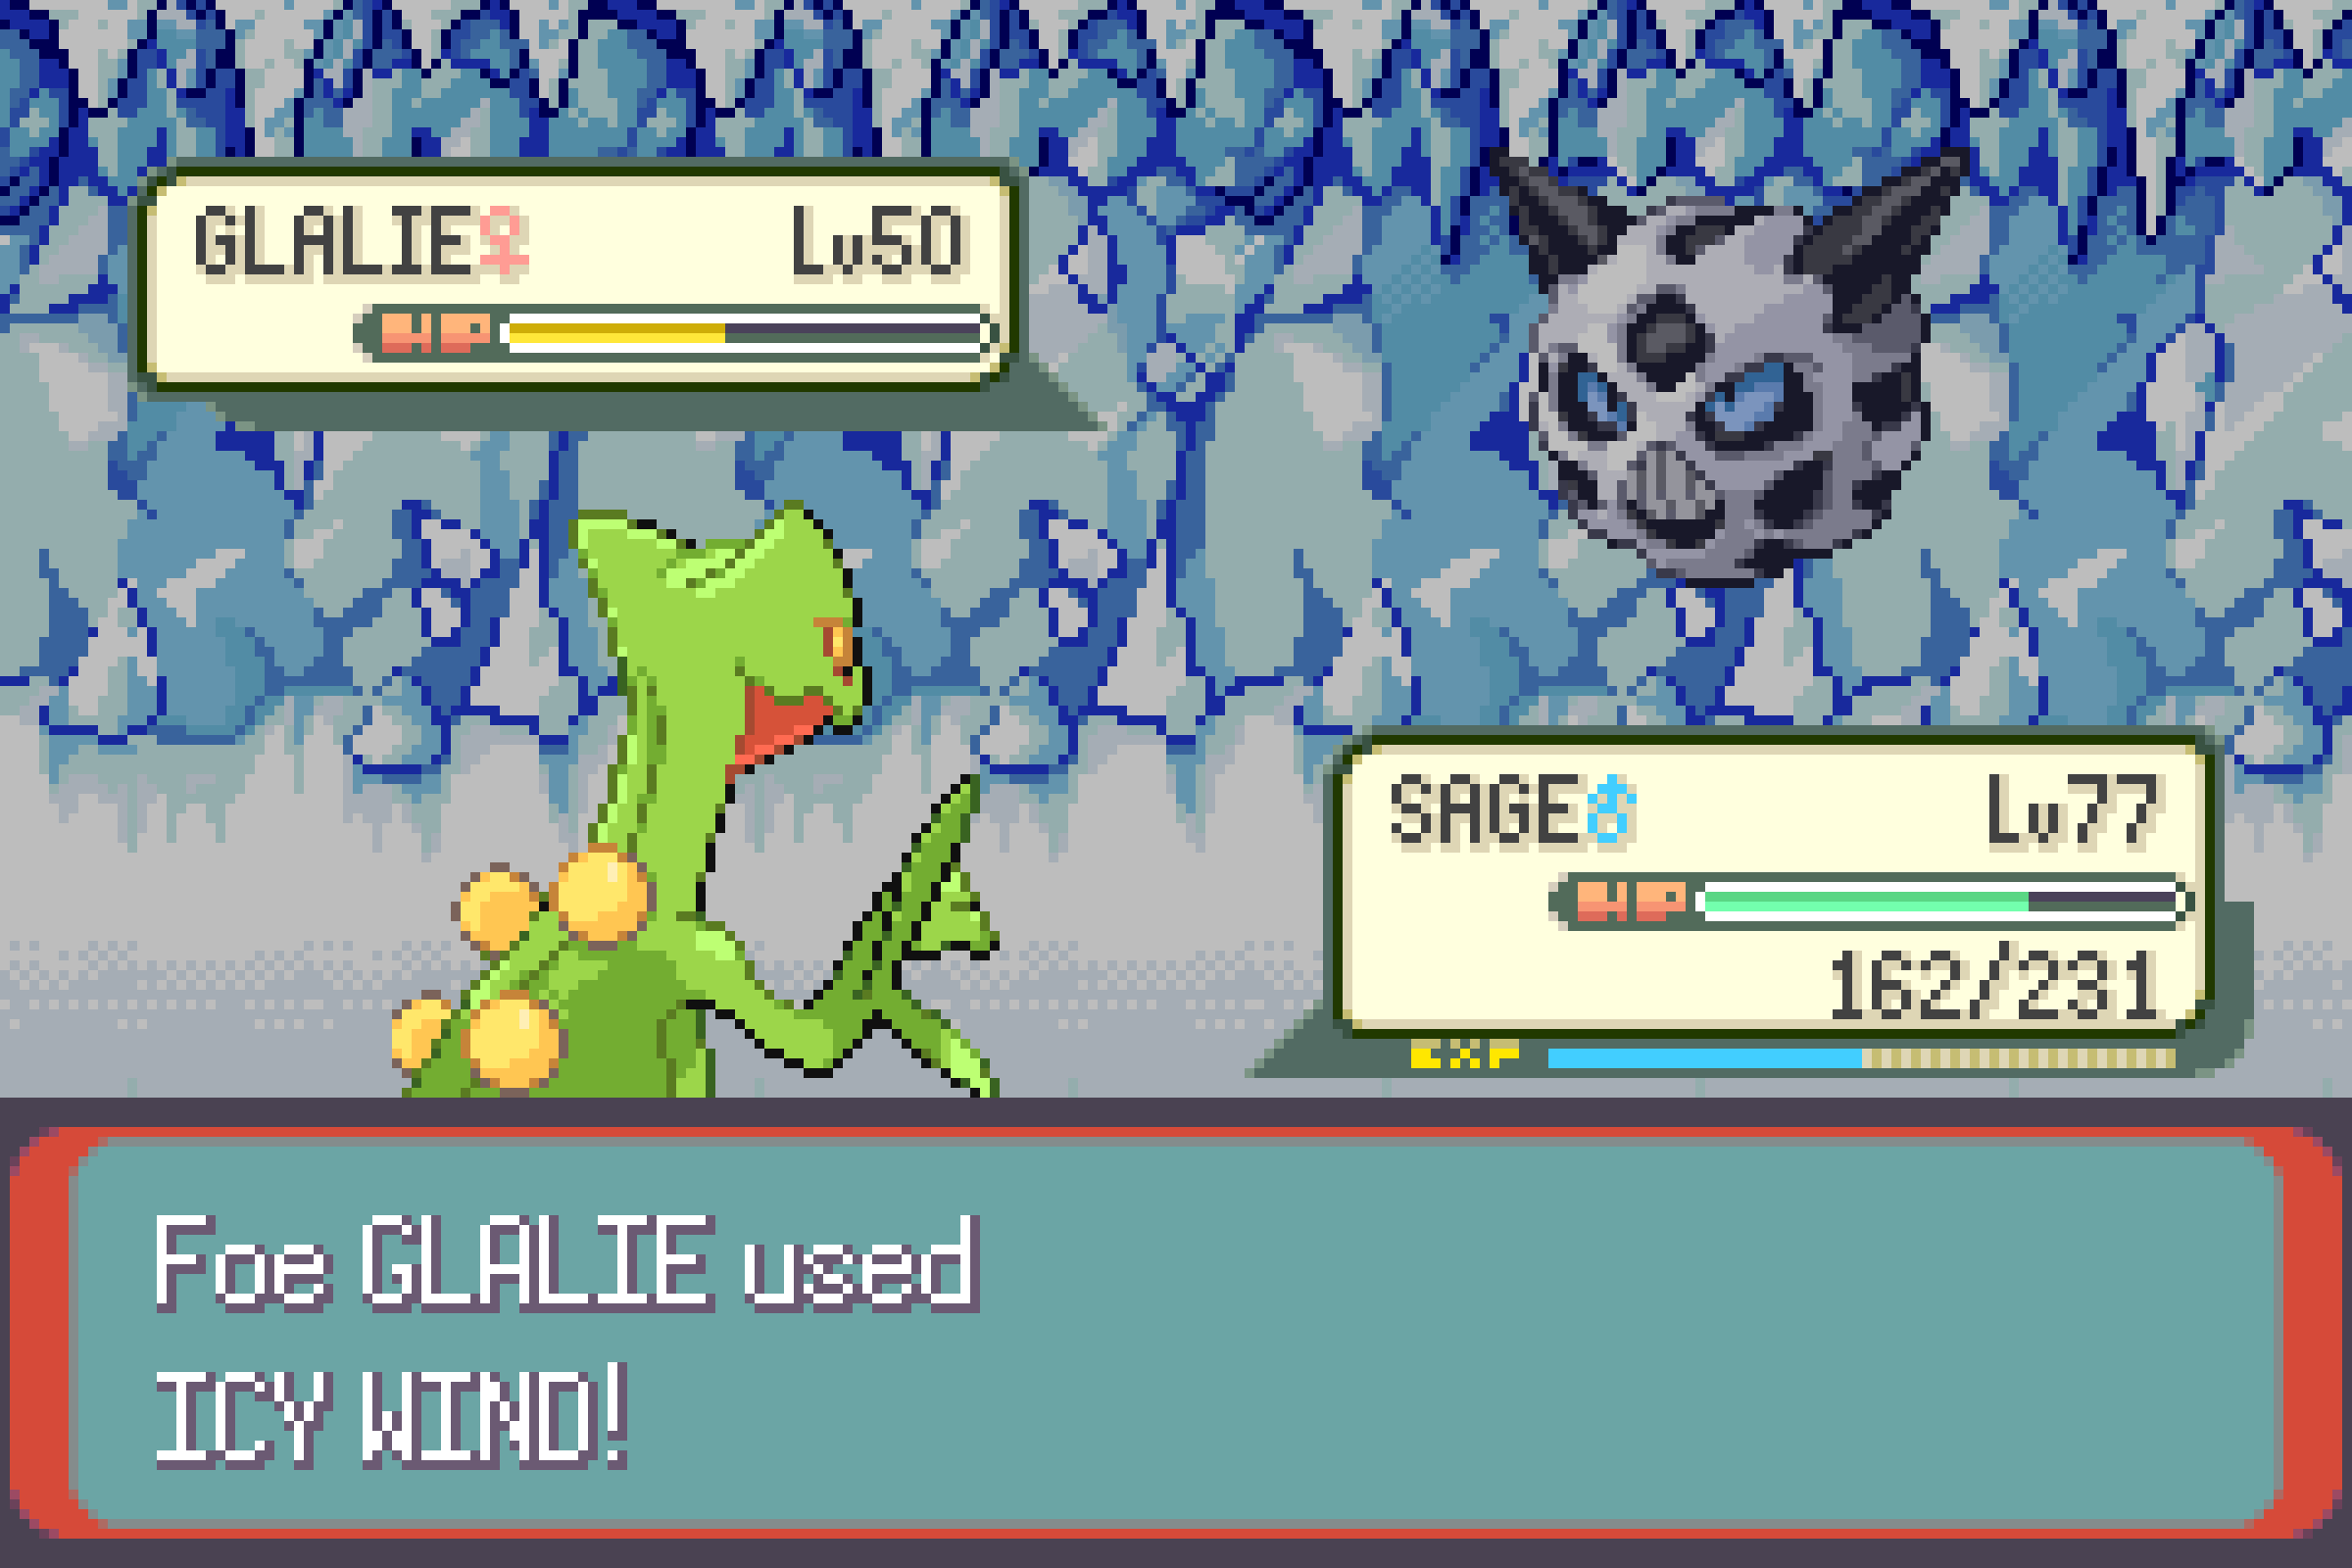 GLALIE♀ Lv50
HP
SAGE♂ Lv77
HP
162/231
EXP
Foe GLALIE used
ICY WIND!